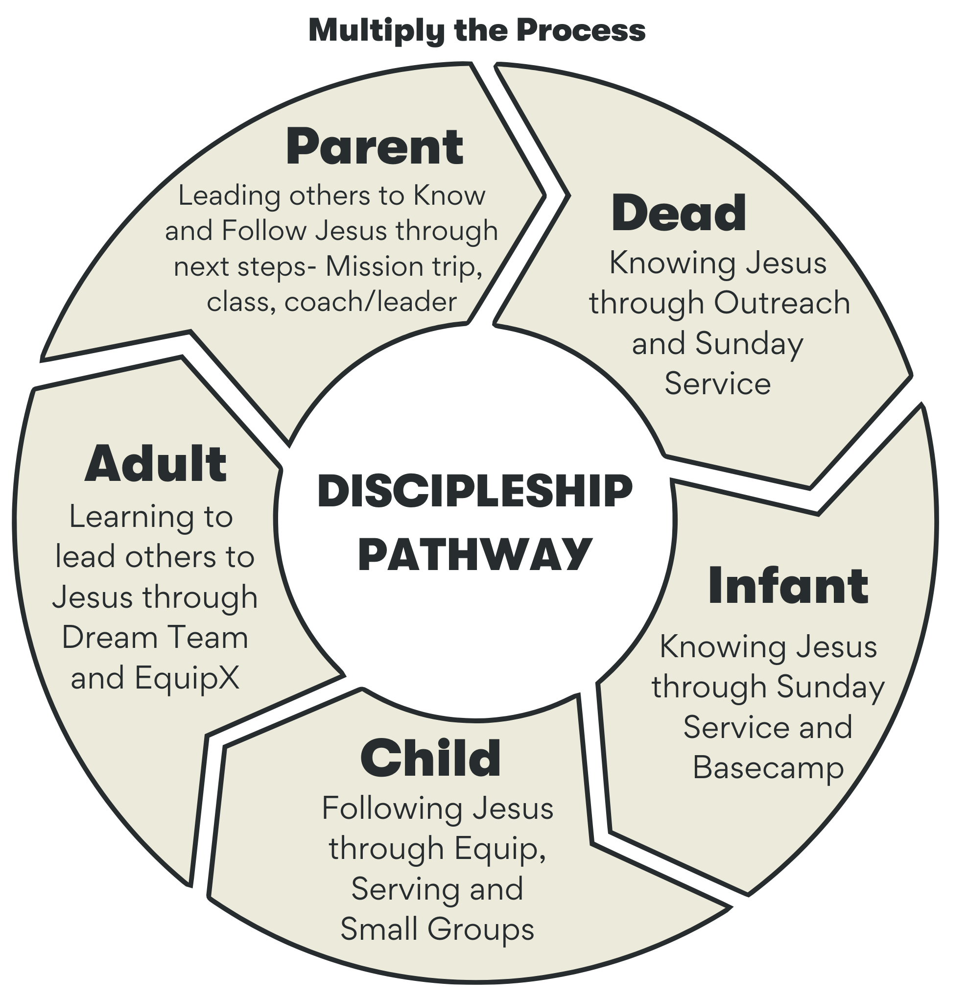 Multiply the Process
Parent
Leading others to Know
and Follow Jesus through
next steps- Mission trip,
class, coach/leader
Dead
Knowing Jesus
through Outreach
and Sunday
Service
Adult
Learning to
lead others to
Jesus through
Dream Team
and EquipX
DISCIPLESHIP
PATHWAY
Infant
Knowing Jesus
through Sunday
Service and
Basecamp
Child
Following Jesus
through Equip,
Serving and
Small Groups